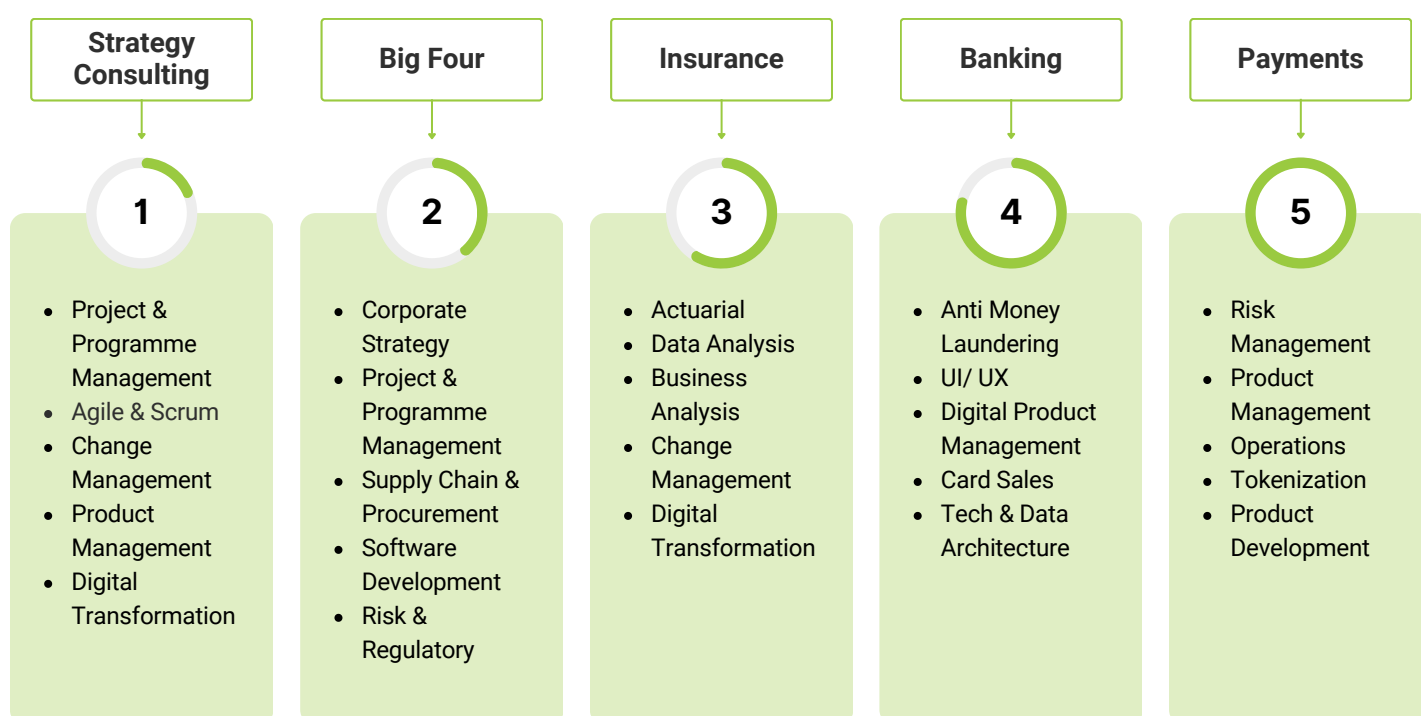 Strategy
Consulting
1
• Project &
Programme
Management
• Agile & Scrum
• Change
Management
• Product
Management
• Digital
Transformation
Big Four
2
• Corporate
Strategy
• Project &
Programme
Management
• Supply Chain &
Procurement
• Software
Development
• Risk &
Regulatory
Insurance
3
• Actuarial
• Data Analysis
• Business
Analysis
• Change
Management
• Digital
Transformation
Banking
4
• Anti Money
Laundering
• UI/ UX
• Digital Product
Management
• Card Sales
• Tech & Data
Architecture
Payments
5
• Risk
Management
• Product
Management
• Operations
• Tokenization
• Product
Development